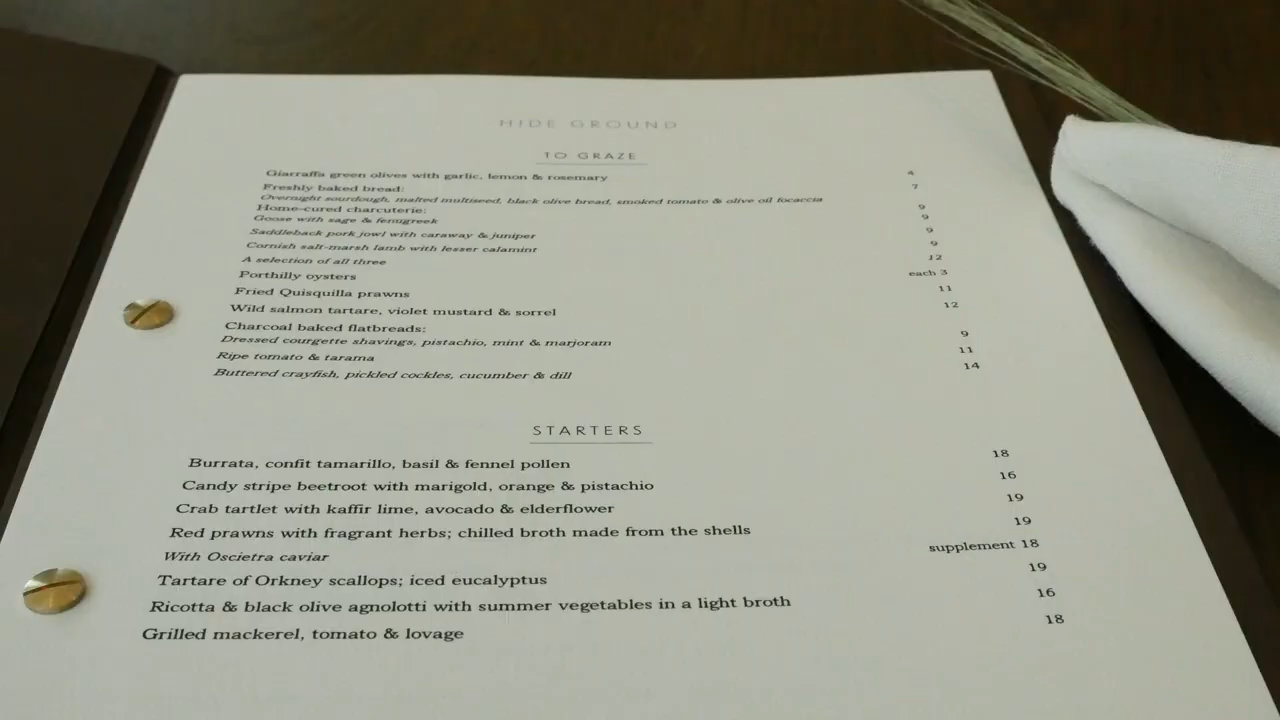 HIDE GROUND
TO GRAZE
Giarraffa green olives with garlic, lemon & rosemary 4
Freshly baked bread: 7
Overnight sourdough, malted multiseed, black olive bread, smoked tomato & olive oil focaccia
Home-cured charcuterie: 9
Goose with sage & fenugreek 9
Saddleback pork jowl with caraway & juniper 9
Cornish salt-marsh lamb with lesser calamint 9
A selection of all three 12
Porthilly oysters each 3
Fried Quisquilla prawns 11
Wild salmon tartare, violet mustard & sorrel 12
Charcoal baked flatbreads:
Dressed courgette shavings, pistachio, mint & marjoram 9
Ripe tomato & tarama 11
Buttered crayfish, pickled cockles, cucumber & dill 14
STARTERS
Burrata, confit tamarillo, basil & fennel pollen 18
Candy stripe beetroot with marigold, orange & pistachio 16
Crab tartlet with kaffir lime, avocado & elderflower 19
Red prawns with fragrant herbs; chilled broth made from the shells 19
With Oscietra caviar supplement 18
Tartare of Orkney scallops; iced eucalyptus 19
Ricotta & black olive agnolotti with summer vegetables in a light broth 16
Grilled mackerel, tomato & lovage 18